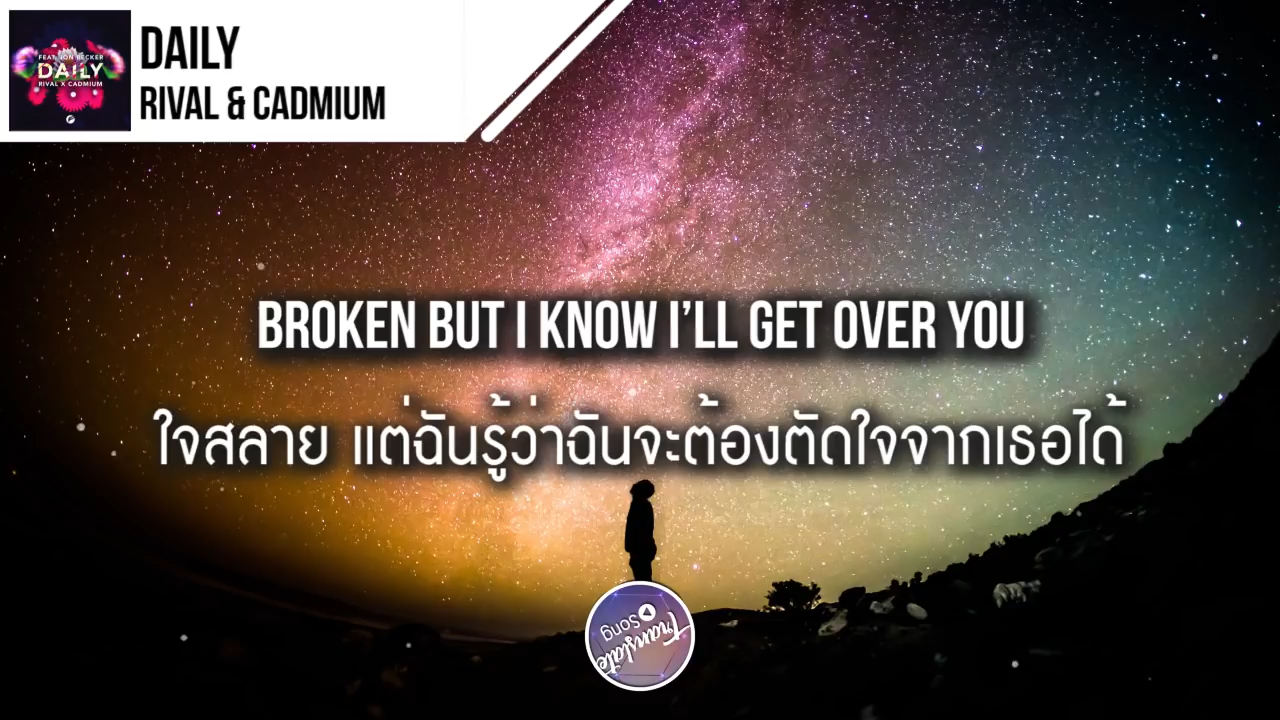 FEAT. JON BECKER
DAILY
RIVAL X CADMIUM
DAILY
RIVAL & CADMIUM
BROKEN BUT I KNOW I'LL GET OVER YOU
ใจสลาย แต่ฉันรู้ว่าฉันจะต้องตัดใจจากเธอได้
Translate
Song